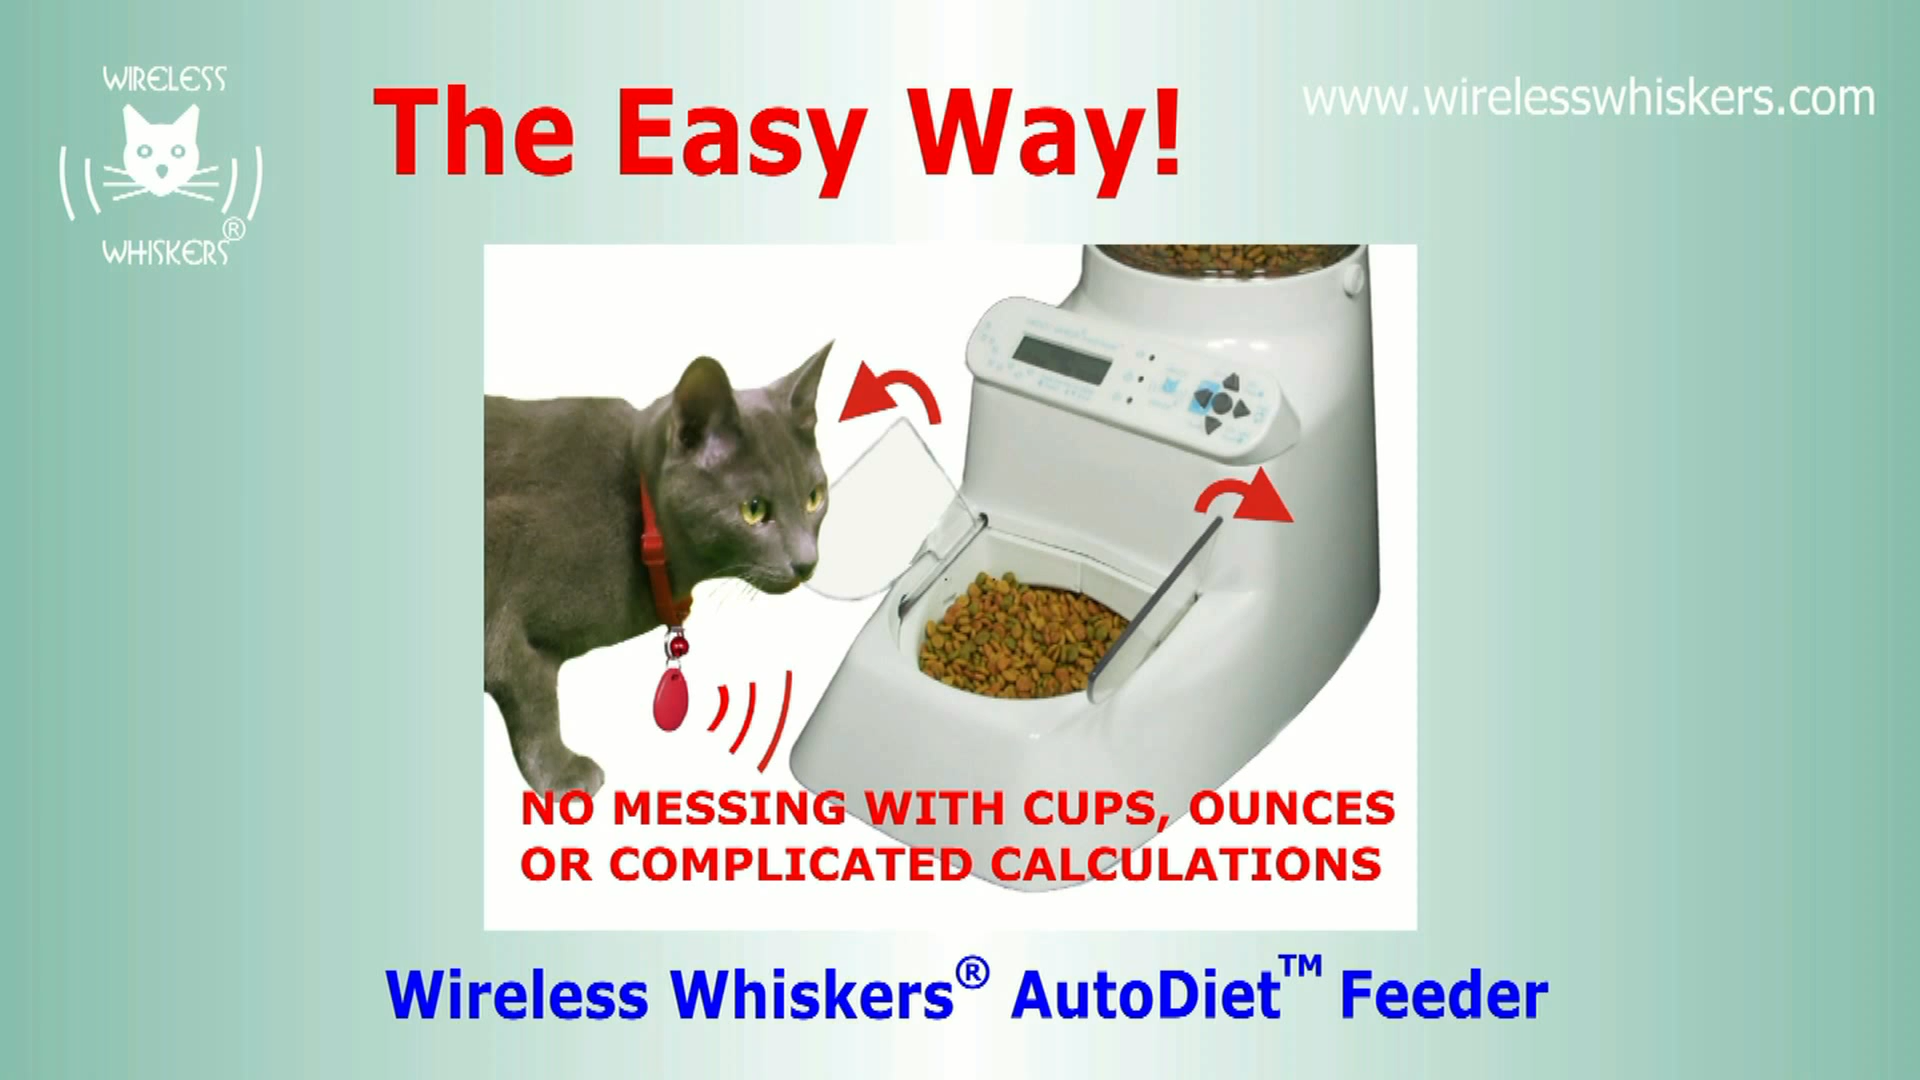 WIRELESS
WHISKERS®
The Easy Way!
www.wirelesswhiskers.com
NO MESSING WITH CUPS, OUNCES
OR COMPLICATED CALCULATIONS
Wireless Whiskers® AutoDiet™ Feeder